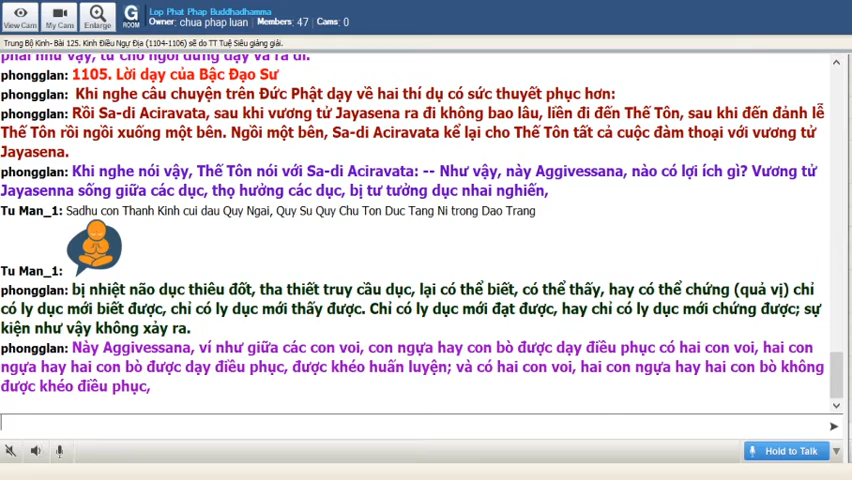 Lop Phat Phap Buddhadhamma
Owner: chua phap luan Members: 47 Cams: 0
View Cam
My Cam
Enlarge
G
ROOM
Trung Bộ Kinh- Bài 125. Kinh Điều Ngự Địa (1104-1106) sẽ do TT Tuệ Siêu giảng giải.
phải như vậy, từ chỗ ngồi đứng dậy và ra đi.
phongglan: 1105. Lời dạy của Bậc Đạo Sư
phongglan: Khi nghe câu chuyện trên Đức Phật dạy về hai thí dụ có sức thuyết phục hơn:
phongglan: Rồi Sa-di Aciravata, sau khi vương tử Jayasena ra đi không bao lâu, liền đi đến Thế Tôn, sau khi đến đảnh lễ
Thế Tôn rồi ngồi xuống một bên. Ngồi một bên, Sa-di Aciravata kể lại cho Thế Tôn tất cả cuộc đàm thoại với vương tử
Jayasena.
phongglan: Khi nghe nói vậy, Thế Tôn nói với Sa-di Aciravata: -- Như vậy, này Aggivessana, nào có lợi ích gì? Vương tử
Jayasenna sống giữa các dục, thọ hưởng các dục, bị tư tưởng dục nhai nghiến,
Tu Man_1: Sadhu con Thanh Kinh cui dau Quy Ngai, Quy Su Quy Chu Ton Duc Tang Ni trong Dao Trang
Tu Man_1:
phongglan: bị nhiệt não dục thiêu đốt, tha thiết truy cầu dục, lại có thể biết, có thể thấy, hay có thể chứng (quả vị) chỉ
có ly dục mới biết được, chỉ có ly dục mới thấy được. Chỉ có ly dục mới đạt được, hay chỉ có ly dục mới chứng được; sự
kiện như vậy không xảy ra.
phongglan: Này Aggivessana, ví như giữa các con voi, con ngựa hay con bò được dạy điều phục có hai con voi, hai con
ngựa hay hai con bò được dạy điều phục, được khéo huấn luyện; và có hai con voi, hai con ngựa hay hai con bò không
được khéo điều phục,
Hold to Talk